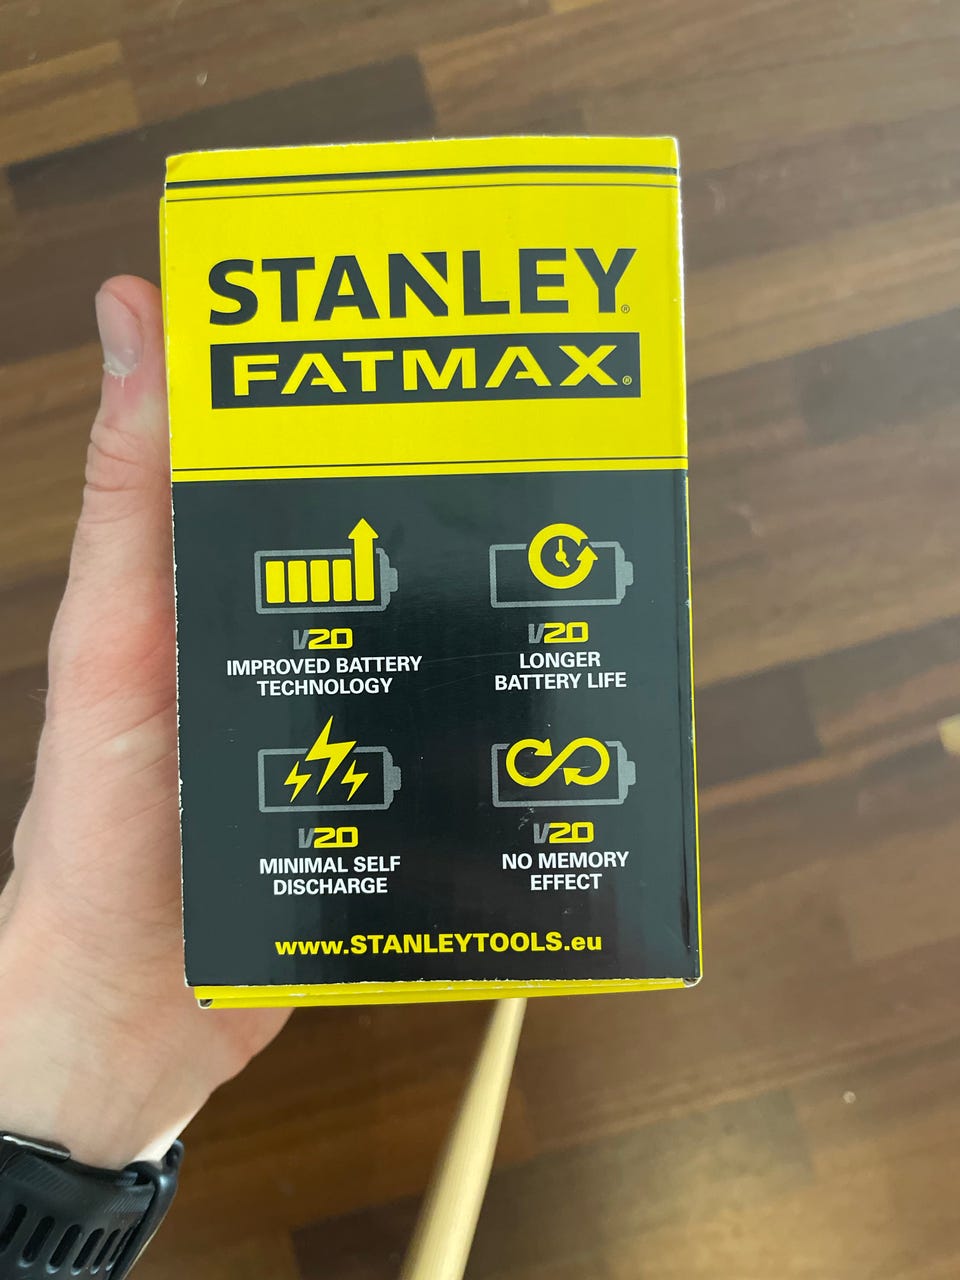 STANLEY®
FATMAX®
V20
IMPROVED BATTERY
TECHNOLOGY
V20
LONGER
BATTERY LIFE
V20
MINIMAL SELF
DISCHARGE
V20
NO MEMORY
EFFECT
www.STANLEYTOOLS.eu